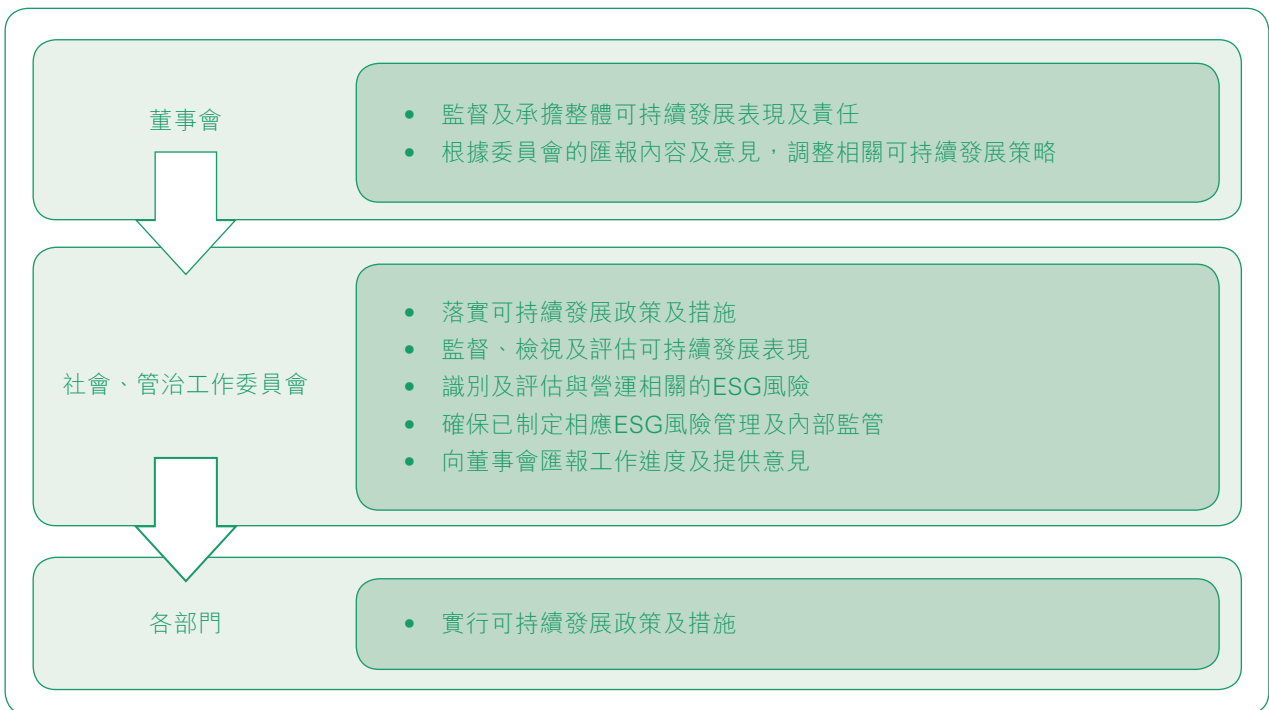 董事會
• 監督及承擔整體可持續發展表現及責任
• 根據委員會的匯報內容及意見，調整相關可持續發展策略
社會、管治工作委員會
• 落實可持續發展政策及措施
• 監督、檢視及評估可持續發展表現
• 識別及評估與營運相關的ESG風險
• 確保已制定相應ESG風險管理及內部監管
• 向董事會匯報工作進度及提供意見
各部門
• 實行可持續發展政策及措施